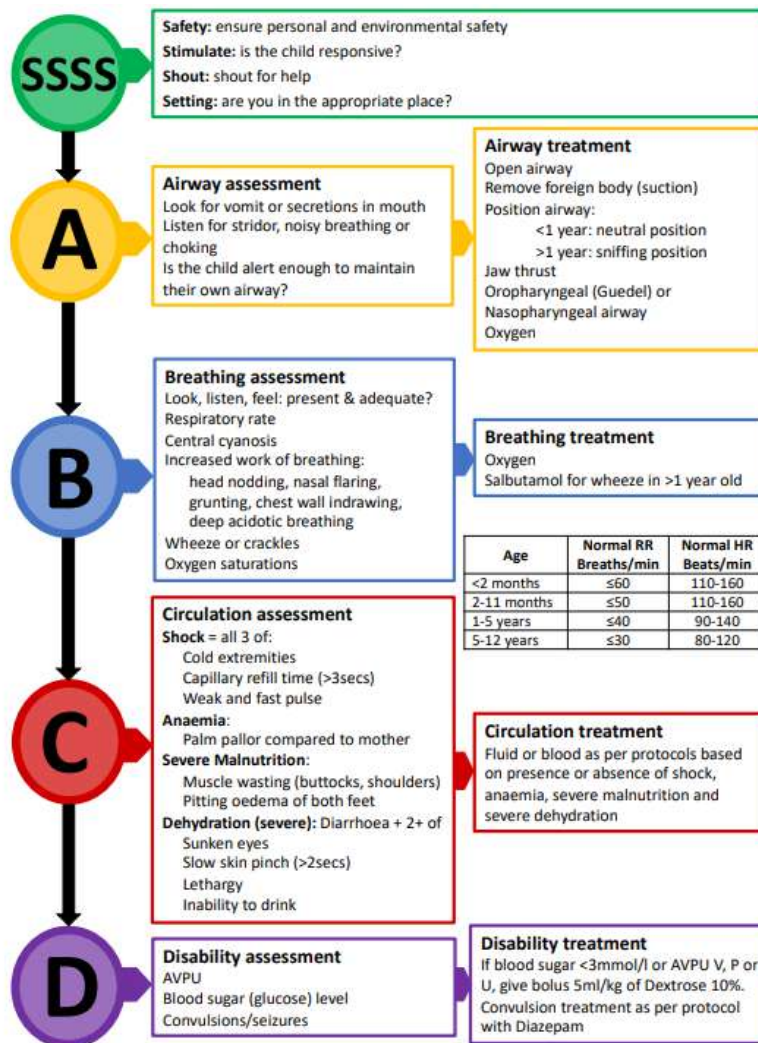 SSSS
Safety: ensure personal and environmental safety
Stimulate: is the child responsive?
Shout: shout for help
Setting: are you in the appropriate place?
A
Airway assessment
Look for vomit or secretions in mouth
Listen for stridor, noisy breathing or
choking
Is the child alert enough to maintain
their own airway?
Airway treatment
Open airway
Remove foreign body (suction)
Position airway:
<1 year: neutral position
>1 year: sniffing position
Jaw thrust
Oropharyngeal (Guedel) or
Nasopharyngeal airway
Oxygen
B
Breathing assessment
Look, listen, feel: present & adequate?
Respiratory rate
Central cyanosis
Increased work of breathing:
head nodding, nasal flaring,
grunting, chest wall indrawing,
deep acidotic breathing
Wheeze or crackles
Oxygen saturations
Breathing treatment
Oxygen
Salbutamol for wheeze in >1 year old
Age Normal RR Breaths/min Normal HR Beats/min
<2 months ≤60 110-160
2-11 months ≤50 110-160
1-5 years ≤40 90-140
5-12 years ≤30 80-120
C
Circulation assessment
Shock = all 3 of:
Cold extremities
Capillary refill time (>3secs)
Weak and fast pulse
Anaemia:
Palm pallor compared to mother
Severe Malnutrition:
Muscle wasting (buttocks, shoulders)
Pitting oedema of both feet
Dehydration (severe): Diarrhoea + 2+ of
Sunken eyes
Slow skin pinch (>2secs)
Lethargy
Inability to drink
Circulation treatment
Fluid or blood as per protocols based
on presence or absence of shock,
anaemia, severe malnutrition and
severe dehydration
D
Disability assessment
AVPU
Blood sugar (glucose) level
Convulsions/seizures
Disability treatment
If blood sugar <3mmol/l or AVPU V, P or
U, give bolus 5ml/kg of Dextrose 10%.
Convulsion treatment as per protocol
with Diazepam